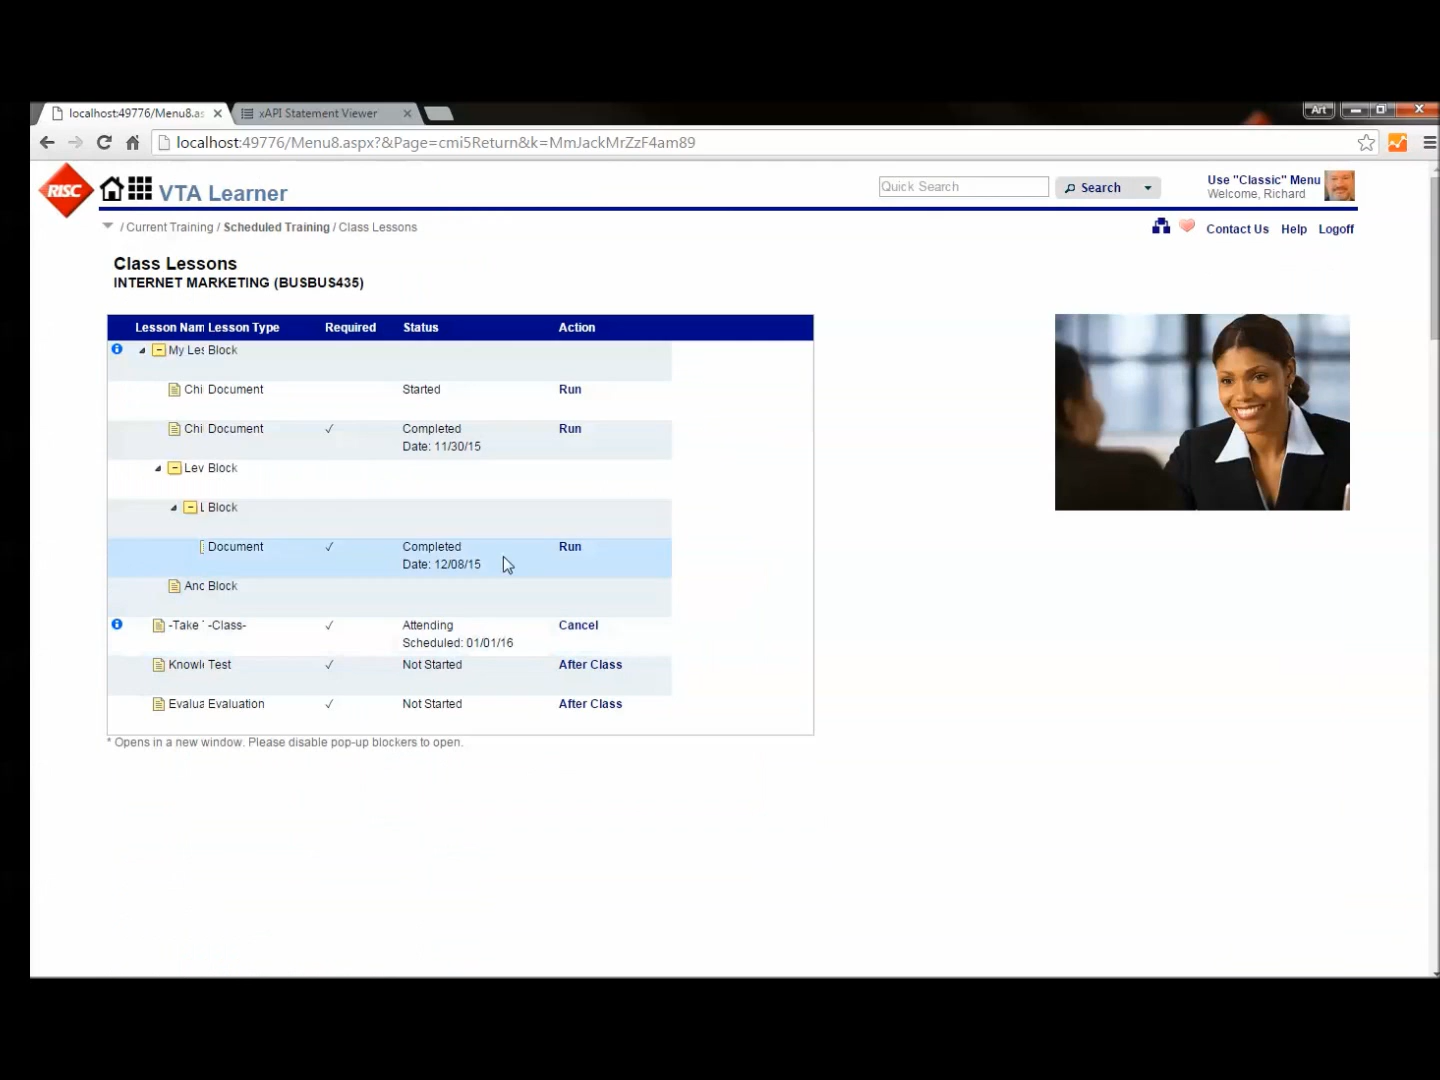 localhost:49776/Menu8.as
xAPI Statement Viewer
Art
localhost:49776/Menu8.aspx?&Page=cmi5Return&k=MmJackMrZzF4am89
RISC
VTA Learner
Quick Search
Search
Use "Classic" Menu
Welcome, Richard
/ Current Training / Scheduled Training / Class Lessons
Contact Us Help Logoff
Class Lessons
INTERNET MARKETING (BUSBUS435)
Lesson Nam Lesson Type Required Status Action
My Les Block
Chi Document Started Run
Chi Document ✓ Completed Run
Date: 11/30/15
Lev Block
L Block
Document ✓ Completed Run
Date: 12/08/15
Anc Block
-Take -Class- ✓ Attending Cancel
Scheduled: 01/01/16
Knowl Test ✓ Not Started After Class
Evalua Evaluation ✓ Not Started After Class
* Opens in a new window. Please disable pop-up blockers to open.